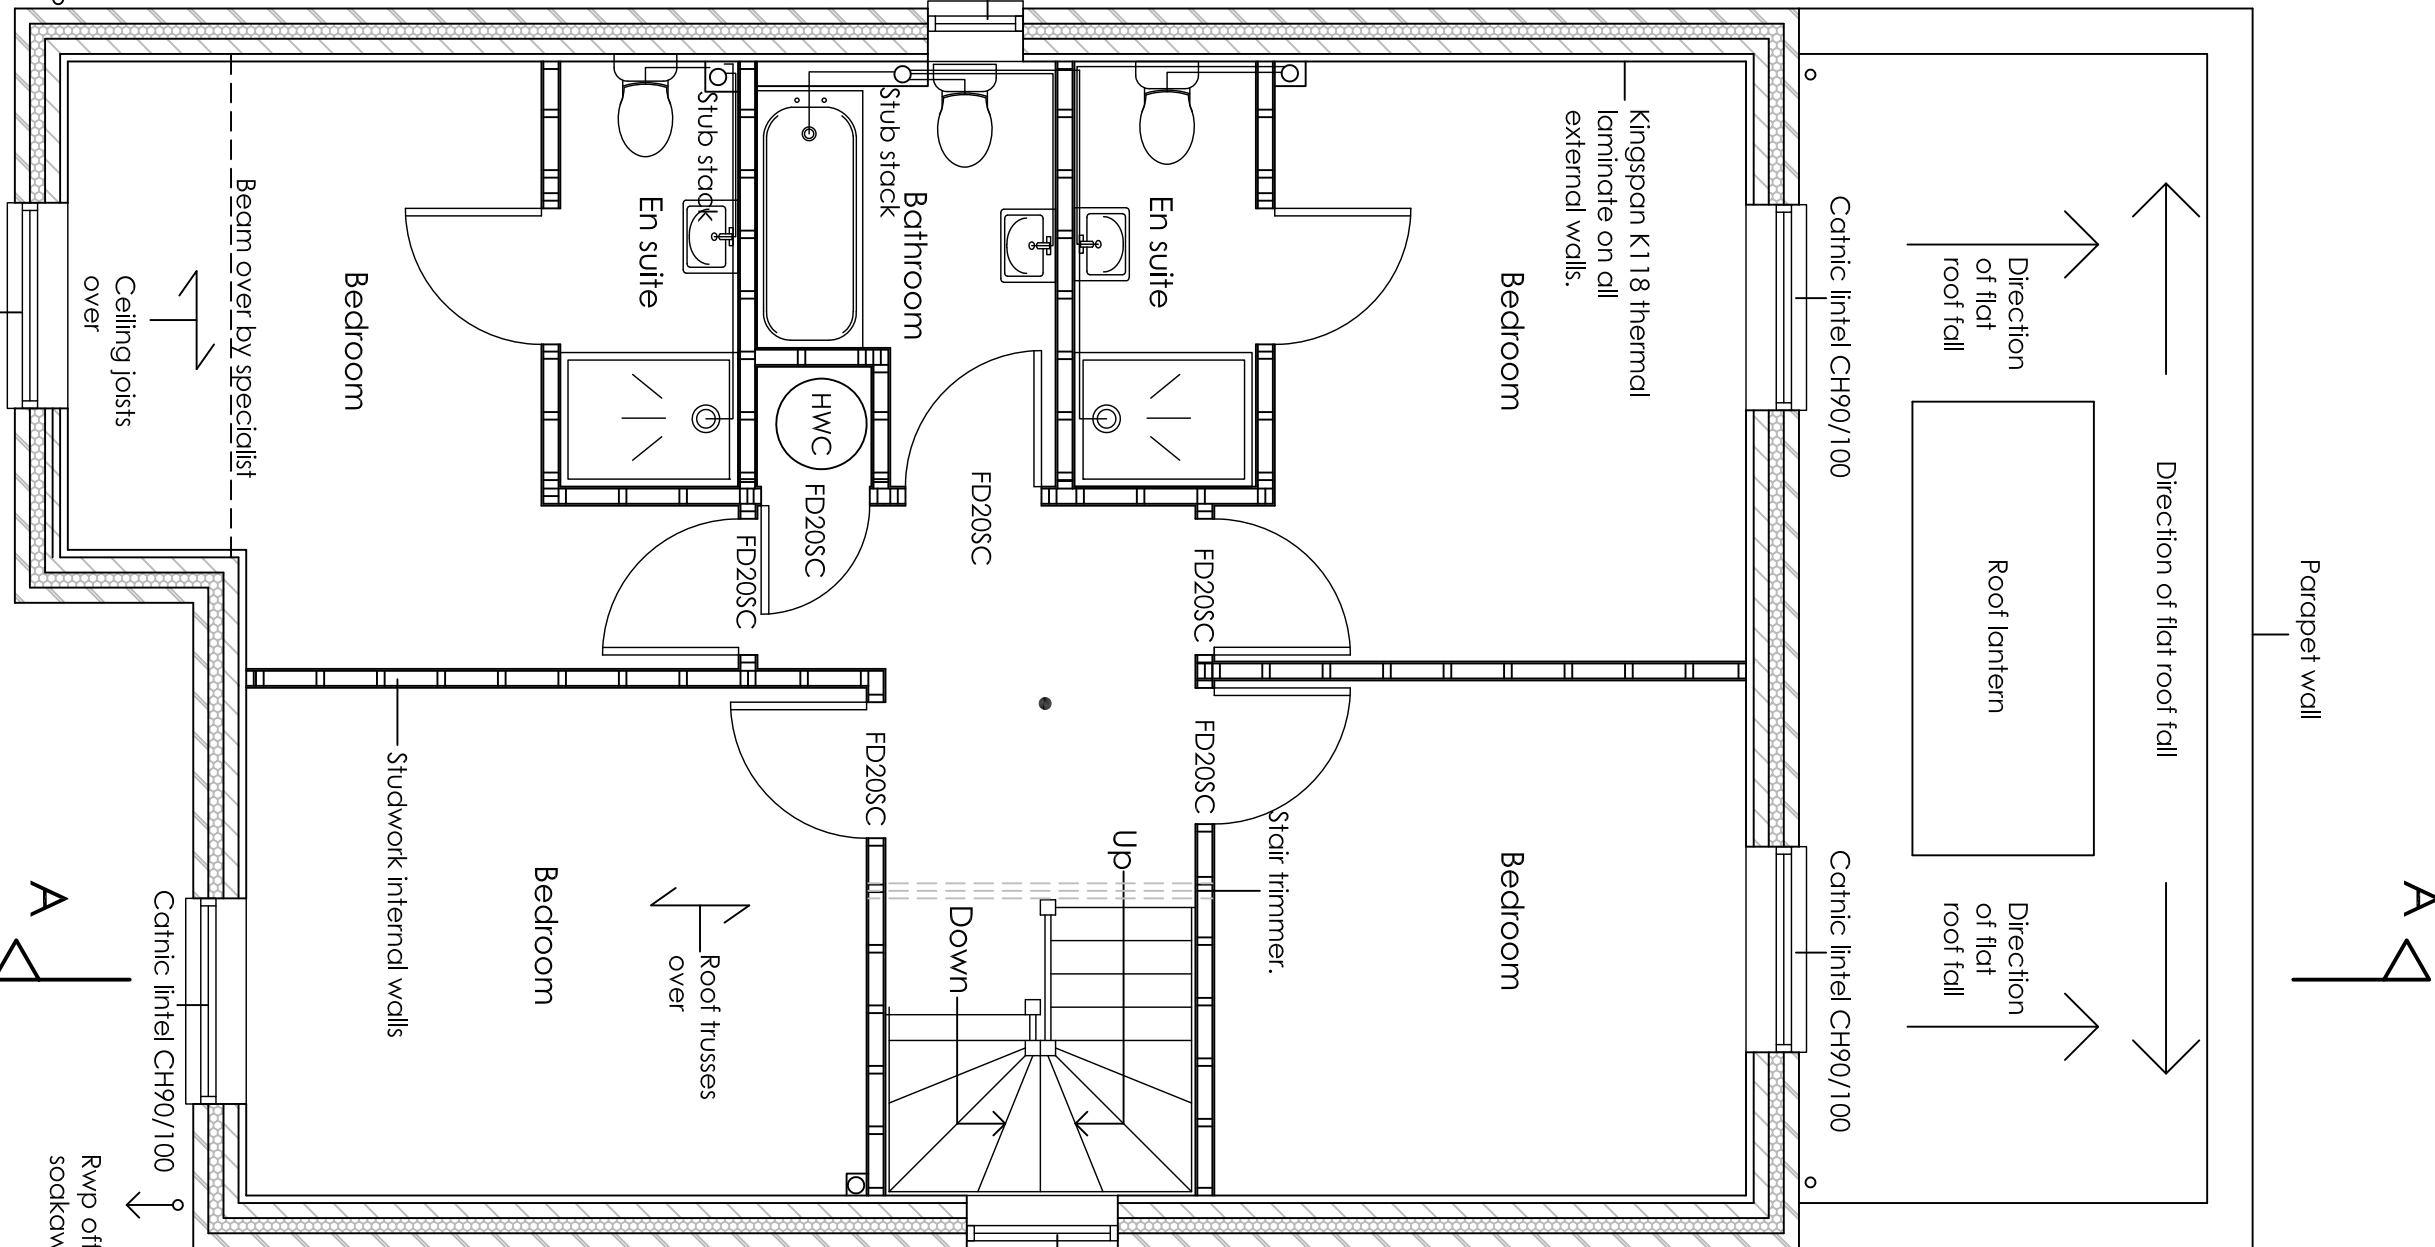 Parapet wall
Direction of flat roof fall
Direction
of flat
roof fall
Roof lantern
Direction
of flat
roof fall
A
A
Catnic lintel CH90/100
Catnic lintel CH90/100
Kingspan K118 thermal
laminate on all
external walls.
Bedroom
Bedroom
Stair trimmer.
FD20SC
FD20SC
En suite
Up
FD20SC
Down
Bathroom
Stub stack
FD20SC
HWC
FD20SC
FD20SC
Stub stack
En suite
Roof trusses
over
Bedroom
Studwork internal walls
Bedroom
Beam over by specialist
Ceiling joists
over
Catnic lintel CH90/100
Rwp off